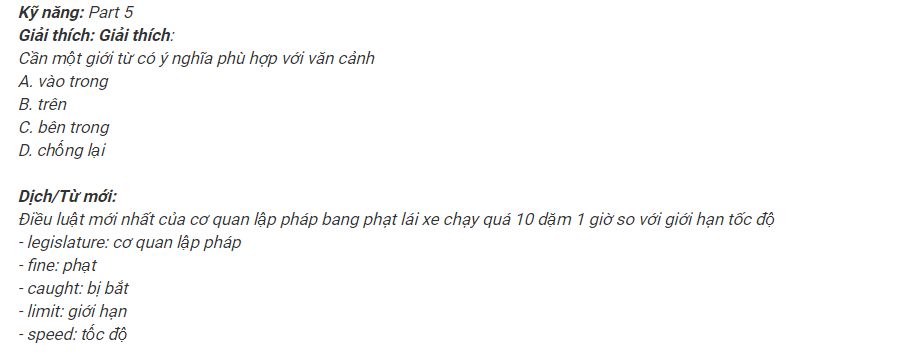 Kỹ năng: Part 5
Giải thích: Giải thích:
Cần một giới từ có ý nghĩa phù hợp với văn cảnh
A. vào trong
B. trên
C. bên trong
D. chống lại
Dịch/Từ mới:
Điều luật mới nhất của cơ quan lập pháp bang phạt lái xe chạy quá 10 dặm 1 giờ so với giới hạn tốc độ
- legislature: cơ quan lập pháp
- fine: phạt
- caught: bị bắt
- limit: giới hạn
- speed: tốc độ